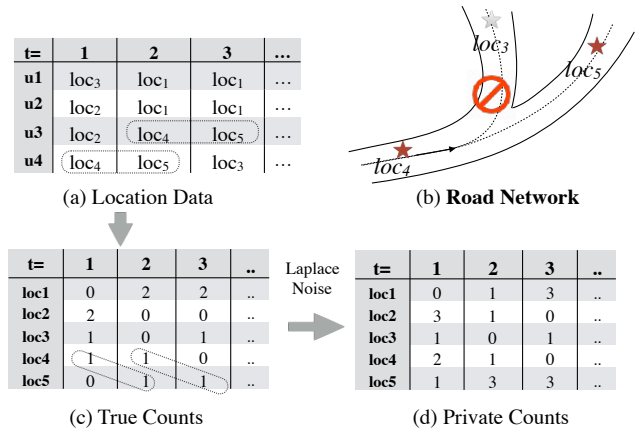 t= 1 2 3 ...
u1 loc3 loc1 loc1 ...
u2 loc2 loc1 loc1 ...
u3 loc2 loc4 loc5 ...
u4 loc4 loc5 loc3 ...
(a) Location Data
loc3
loc5
loc4
(b) Road Network
t= 1 2 3 ..
loc1 0 2 2 ..
loc2 2 0 0 ..
loc3 1 0 1 ..
loc4 1 1 0 ..
loc5 0 1 1 ..
(c) True Counts
Laplace
Noise
t= 1 2 3 ..
loc1 0 1 3 ..
loc2 3 1 0 ..
loc3 1 0 1 ..
loc4 2 1 0 ..
loc5 1 3 3 ..
(d) Private Counts